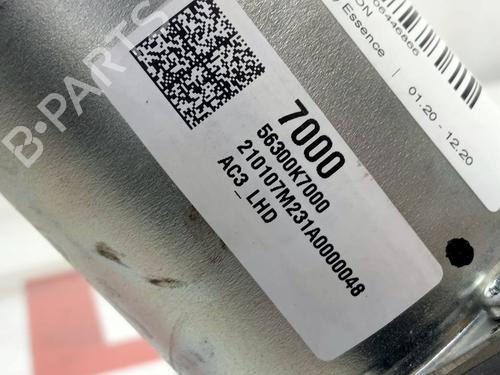 7000
56300K7000
210107M231A0000048
AC3_LHD
Essence | 01.20 - 12.20
B-PARTS